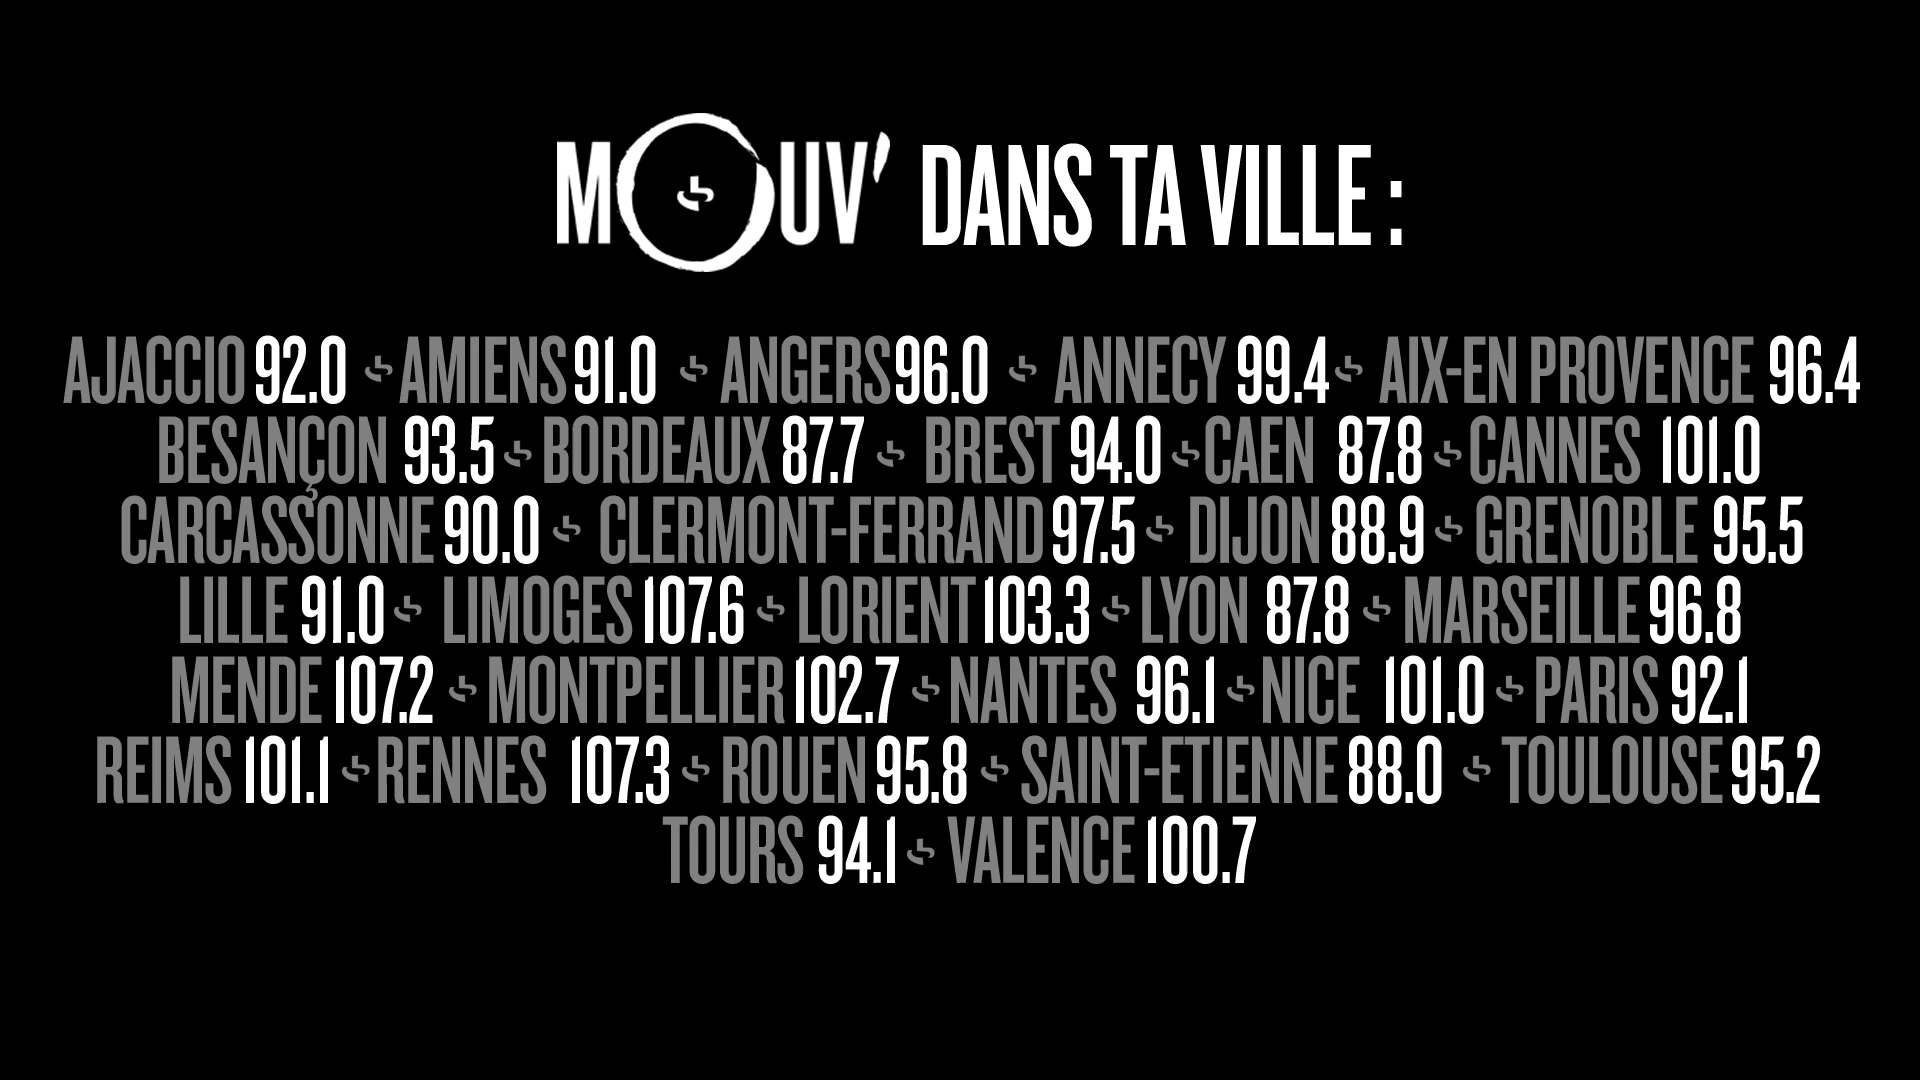 MOUV' DANS TA VILLE :
AJACCIO 92.0 AMIENS 91.0 ANGERS 96.0 ANNECY 99.4 AIX-EN PROVENCE 96.4
BESANÇON 93.5 BORDEAUX 87.7 BREST 94.0 CAEN 87.8 CANNES 101.0
CARCASSONNE 90.0 CLERMONT-FERRAND 97.5 DIJON 88.9 GRENOBLE 95.5
LILLE 91.0 LIMOGES 107.6 LORIENT 103.3 LYON 87.8 MARSEILLE 96.8
MENDE 107.2 MONTPELLIER 102.7 NANTES 96.1 NICE 101.0 PARIS 92.1
REIMS 101.1 RENNES 107.3 ROUEN 95.8 SAINT-ETIENNE 88.0 TOULOUSE 95.2
TOURS 94.1 VALENCE 100.7